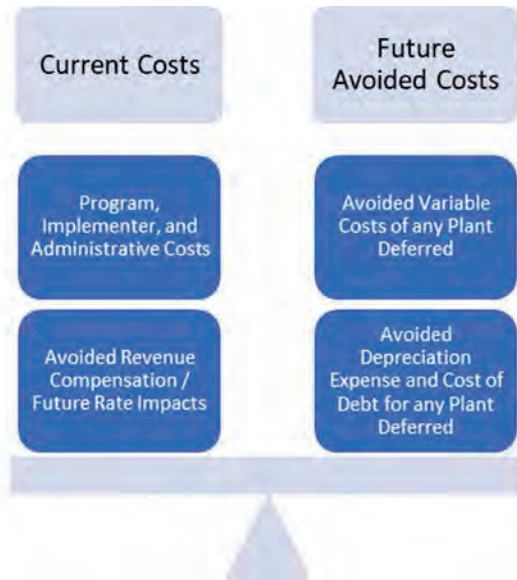 Current Costs
Future
Avoided Costs
Program,
Implementer, and
Administrative Costs
Avoided Variable
Costs of any Plant
Deferred
Avoided Revenue
Compensation /
Future Rate Impacts
Avoided
Depreciation
Expense and Cost of
Debt for any Plant
Deferred